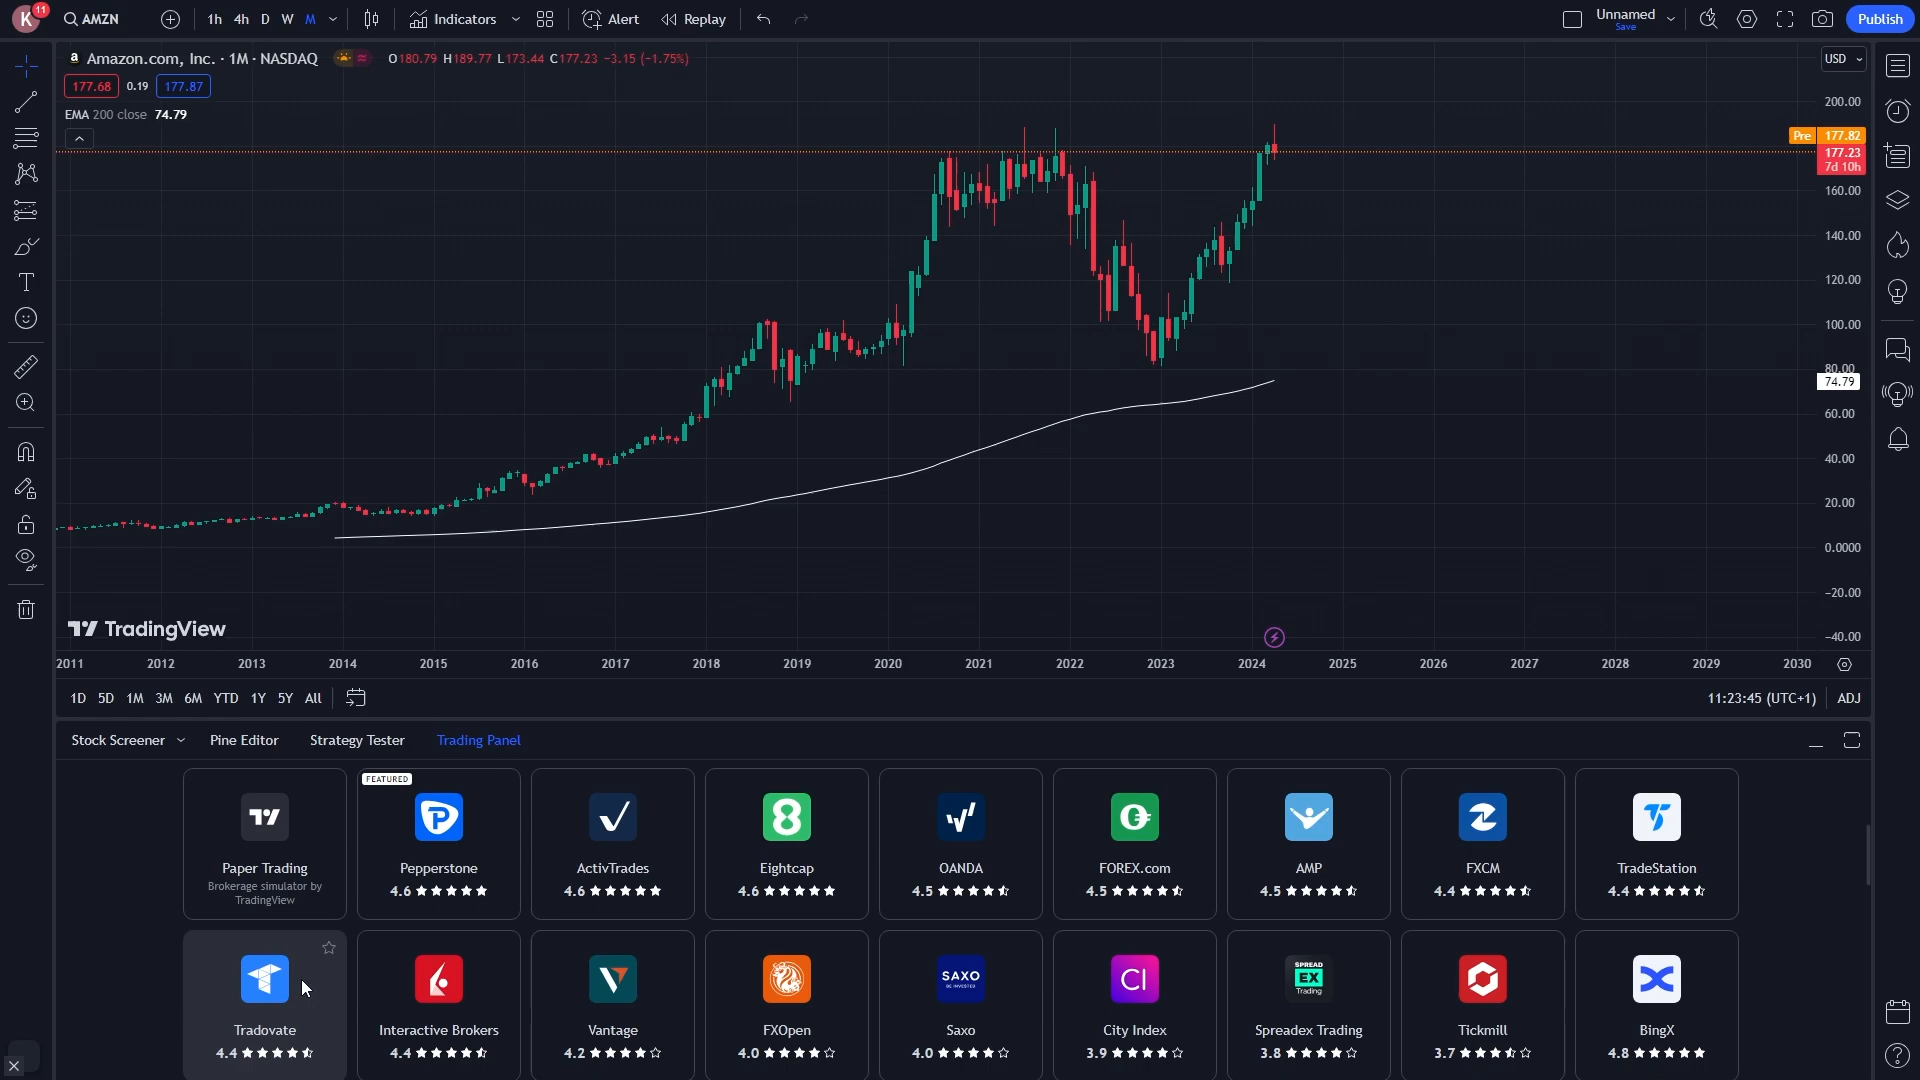 K 11 AMZN 1h 4h D W M Indicators Alert Replay Unnamed Save Publish
a Amazon.com, Inc. · 1M · NASDAQ O180.79 H189.77 L173.44 C177.23 −3.15 (−1.75%) USD
177.68 0.19 177.87
EMA 200 close 74.79
200.00
Pre 177.82
177.23
7d 10h
160.00
140.00
120.00
100.00
80.00
74.79
60.00
40.00
20.00
0.0000
−20.00
−40.00
TradingView
2011 2012 2013 2014 2015 2016 2017 2018 2019 2020 2021 2022 2023 2024 2025 2026 2027 2028 2029 2030
1D 5D 1M 3M 6M YTD 1Y 5Y All 11:23:45 (UTC+1) ADJ
Stock Screener Pine Editor Strategy Tester Trading Panel
FEATURED
Paper Trading Pepperstone ActivTrades Eightcap OANDA FOREX.com AMP FXCM TradeStation
Brokerage simulator by
TradingView
4.6 4.6 4.6 4.5 4.5 4.5 4.4 4.4
SAXO
BE INVESTED
CI
SPREAD
EX
Trading
Tradovate Interactive Brokers Vantage FXOpen Saxo City Index Spreadex Trading Tickmill BingX
4.4 4.4 4.2 4.0 4.0 3.9 3.8 3.7 4.8